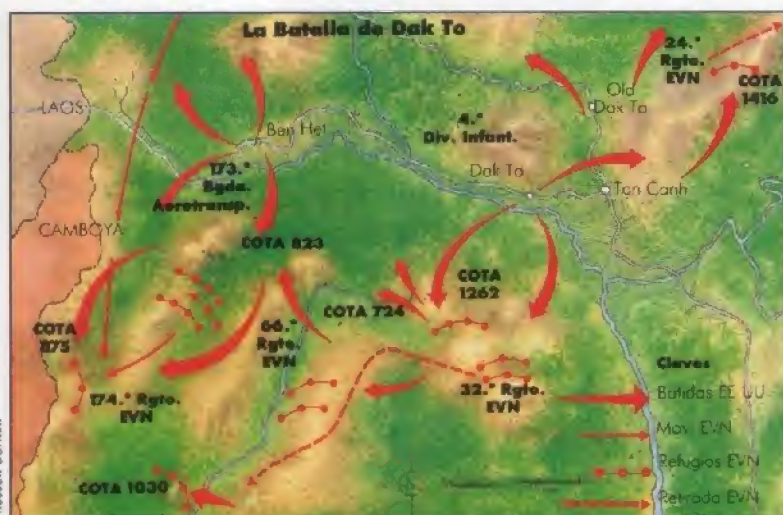 La Batalla de Dak To
24.°
Rgto.
EVN
COTA
1416
LAOS
Old
Dak To
Ben Het
4.°
Div. Infant.
173.°
Bgda.
Aerotransp.
Dak To
Tan Canh
CAMBOYA
COTA 823
COTA
1262
COTA 724
COTA
875
66.°
Rgto.
EVN
Claves
174.° Rgto.
EVN
32.° Rgto.
EVN
Batidas EE UU
Mov. EVN
Refugios EVN
COTA 1030
Retirada EVN